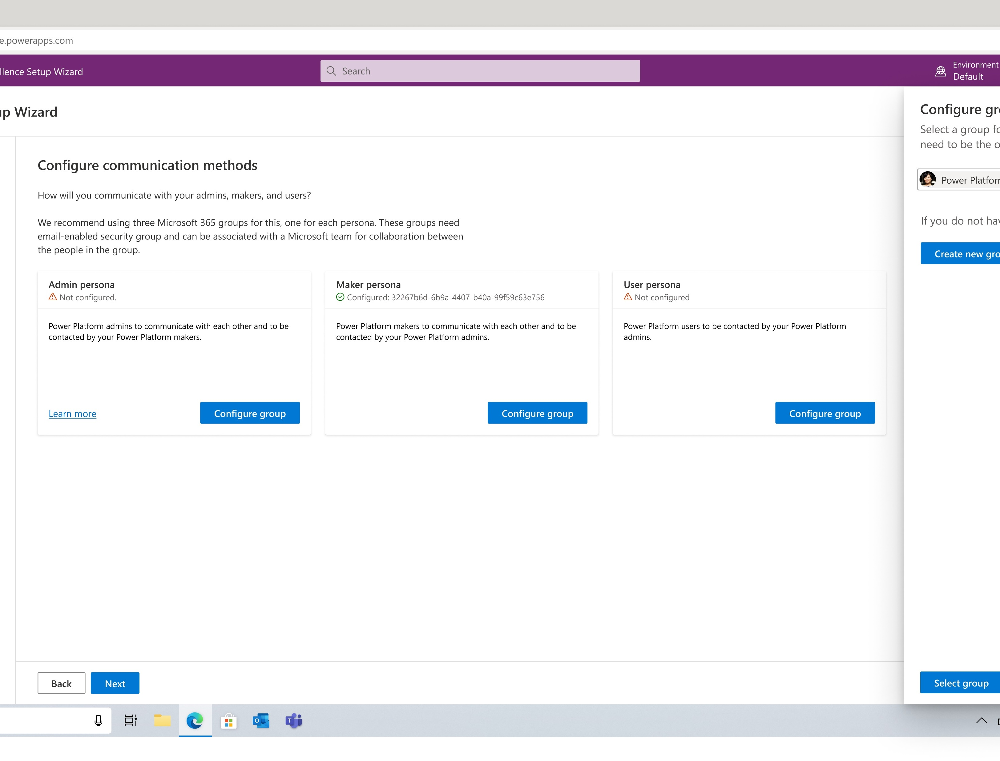 e.powerapps.com
llence Setup Wizard
Search
Environment
Default
up Wizard
Configure gr
Select a group fo
need to be the o
Power Platfor
If you do not hav
Create new gro
Select group
Configure communication methods
How will you communicate with your admins, makers, and users?
We recommend using three Microsoft 365 groups for this, one for each persona. These groups need
email-enabled security group and can be associated with a Microsoft team for collaboration between
the people in the group.
Admin persona
Not configured.
Power Platform admins to communicate with each other and to be
contacted by your Power Platform makers.
Learn more
Configure group
Maker persona
Configured: 32267b6d-6b9a-4407-b40a-99f59c63e756
Power Platform makers to communicate with each other and to be
contacted by your Power Platform admins.
Configure group
User persona
Not configured
Power Platform users to be contacted by your Power Platform
admins.
Configure group
Back
Next